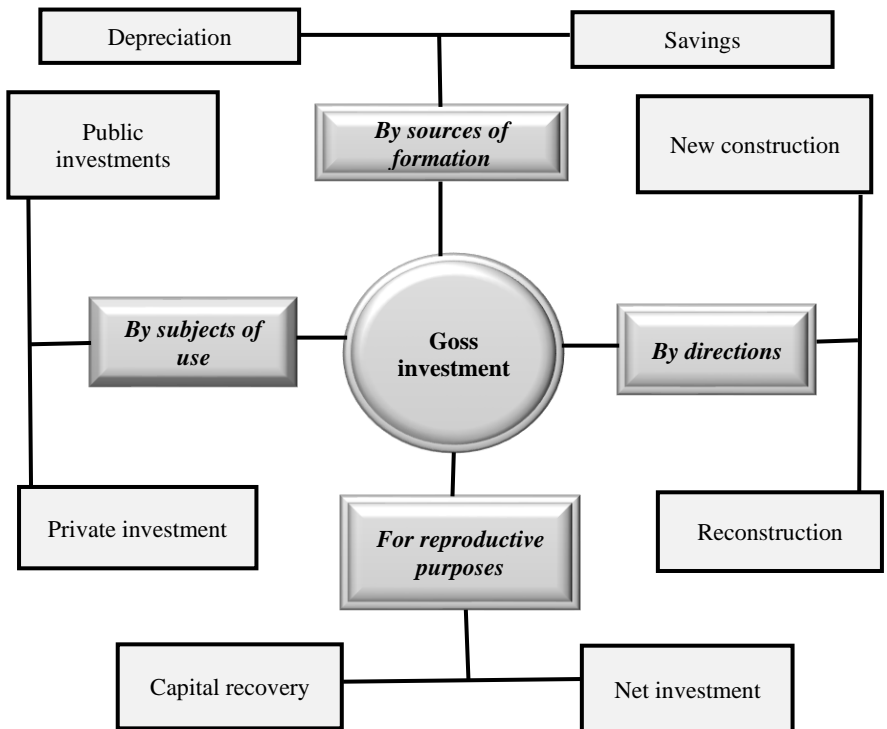 Depreciation
Savings
Public
investments
By sources of
formation
New construction
By subjects of
use
Goss
investment
By directions
Private investment
For reproductive
purposes
Reconstruction
Capital recovery
Net investment